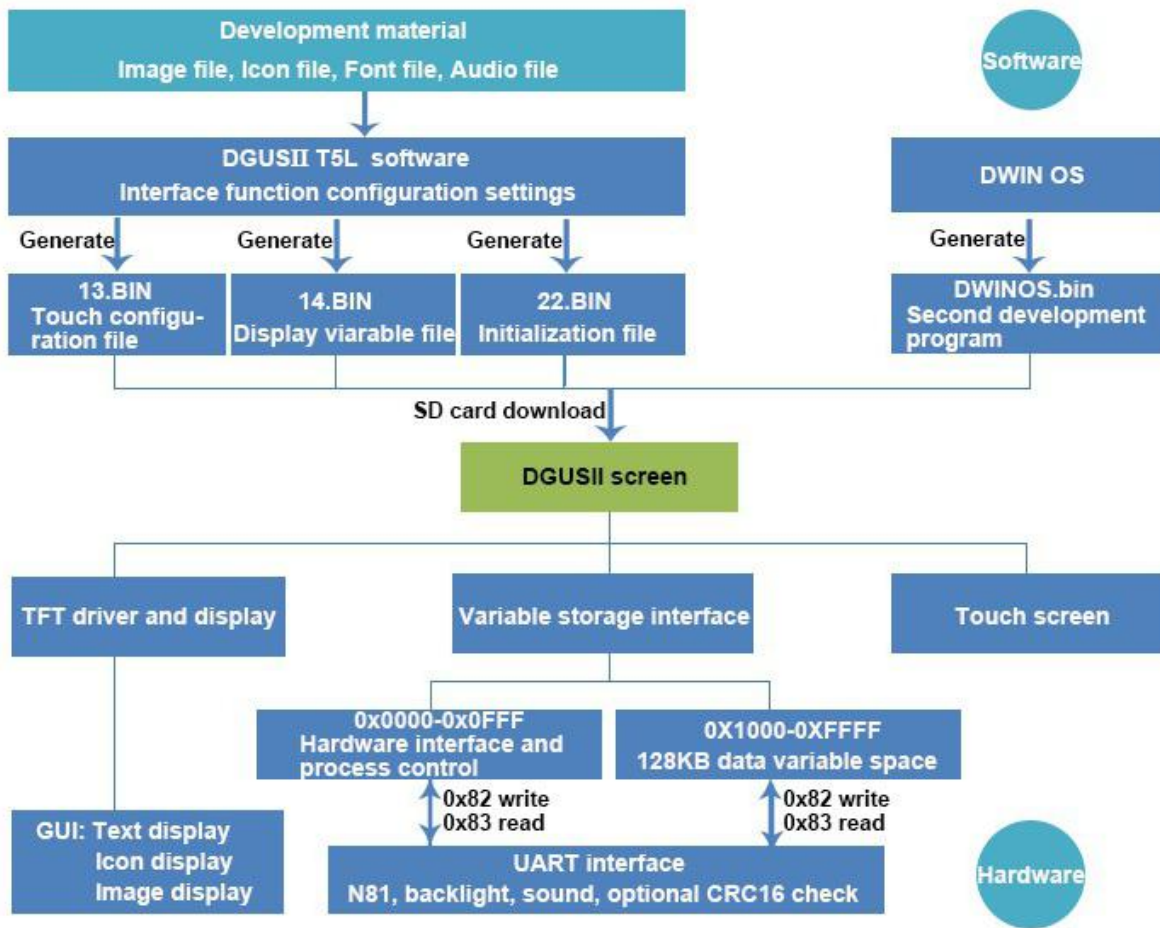 Development material
Image file, Icon file, Font file, Audio file
Software
DGUSII T5L software
Interface function configuration settings
DWIN OS
Generate
Generate
Generate
Generate
13.BIN
Touch configu-
ration file
14.BIN
Display viarable file
22.BIN
Initialization file
DWINOS.bin
Second development
program
SD card download
DGUSII screen
TFT driver and display
Variable storage interface
Touch screen
0x0000-0x0FFF
Hardware interface and
process control
0X1000-0XFFFF
128KB data variable space
0x82 write
0x83 read
0x82 write
0x83 read
GUI: Text display
Icon display
Image display
UART interface
N81, backlight, sound, optional CRC16 check
Hardware